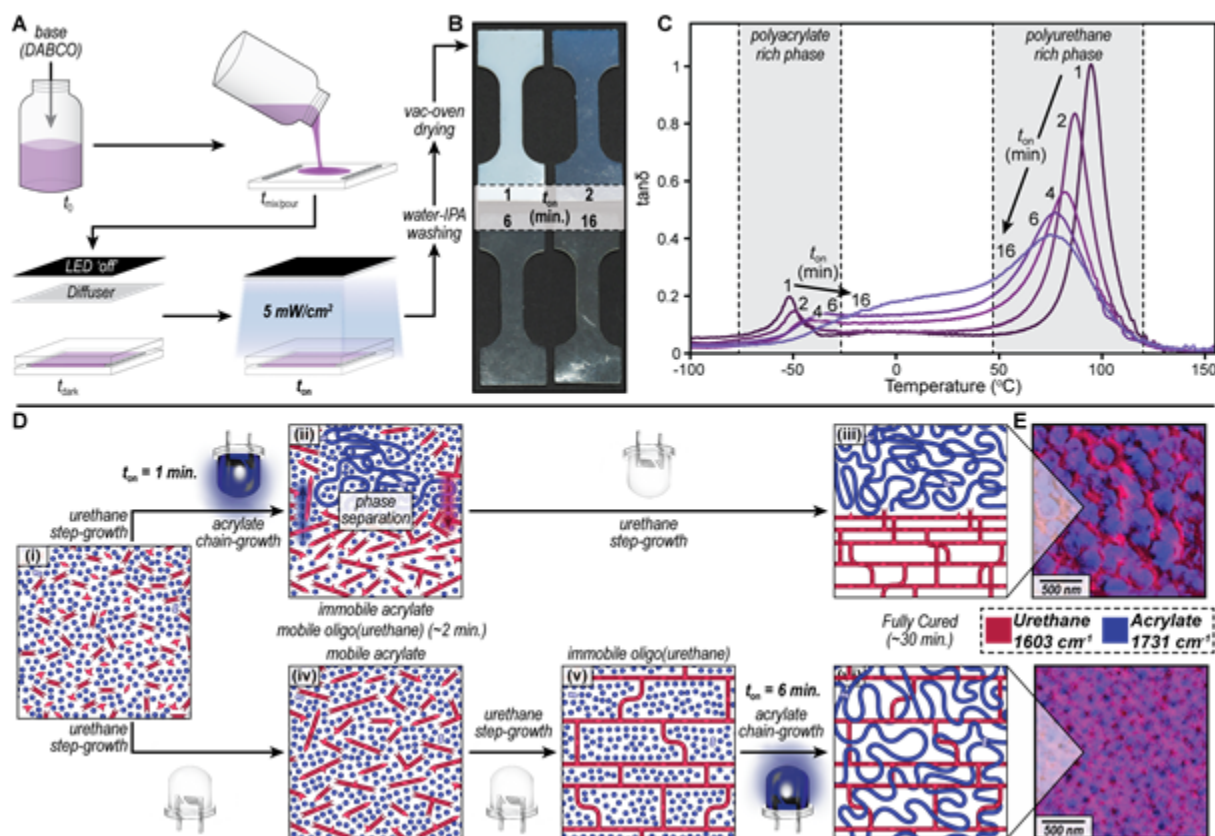 A
base
(DABCO)
t0
tmix/pour
LED 'off'
Diffuser
tdark
5 mW/cm²
ton
water-IPA
washing
vac-oven
drying
B
1
2
ton
(min.)
6
16
C
polyacrylate
rich phase
polyurethane
rich phase
tanδ
1
0.8
0.6
0.4
0.2
0
-100
-50
0
50
100
150
Temperature (°C)
ton
(min)
1
2
4
6
16
ton
(min)
1
2
4
6
16
D
(i)
urethane
step-growth
ton = 1 min.
acrylate
chain-growth
(ii)
phase
separation
immobile acrylate
mobile oligo(urethane) (~2 min.)
urethane
step-growth
(iii)
Fully Cured
(~30 min.)
E
500 nm
Urethane
1603 cm-1
Acrylate
1731 cm-1
urethane
step-growth
mobile acrylate
(iv)
urethane
step-growth
immobile oligo(urethane)
(v)
ton = 6 min.
acrylate
chain-growth
500 nm